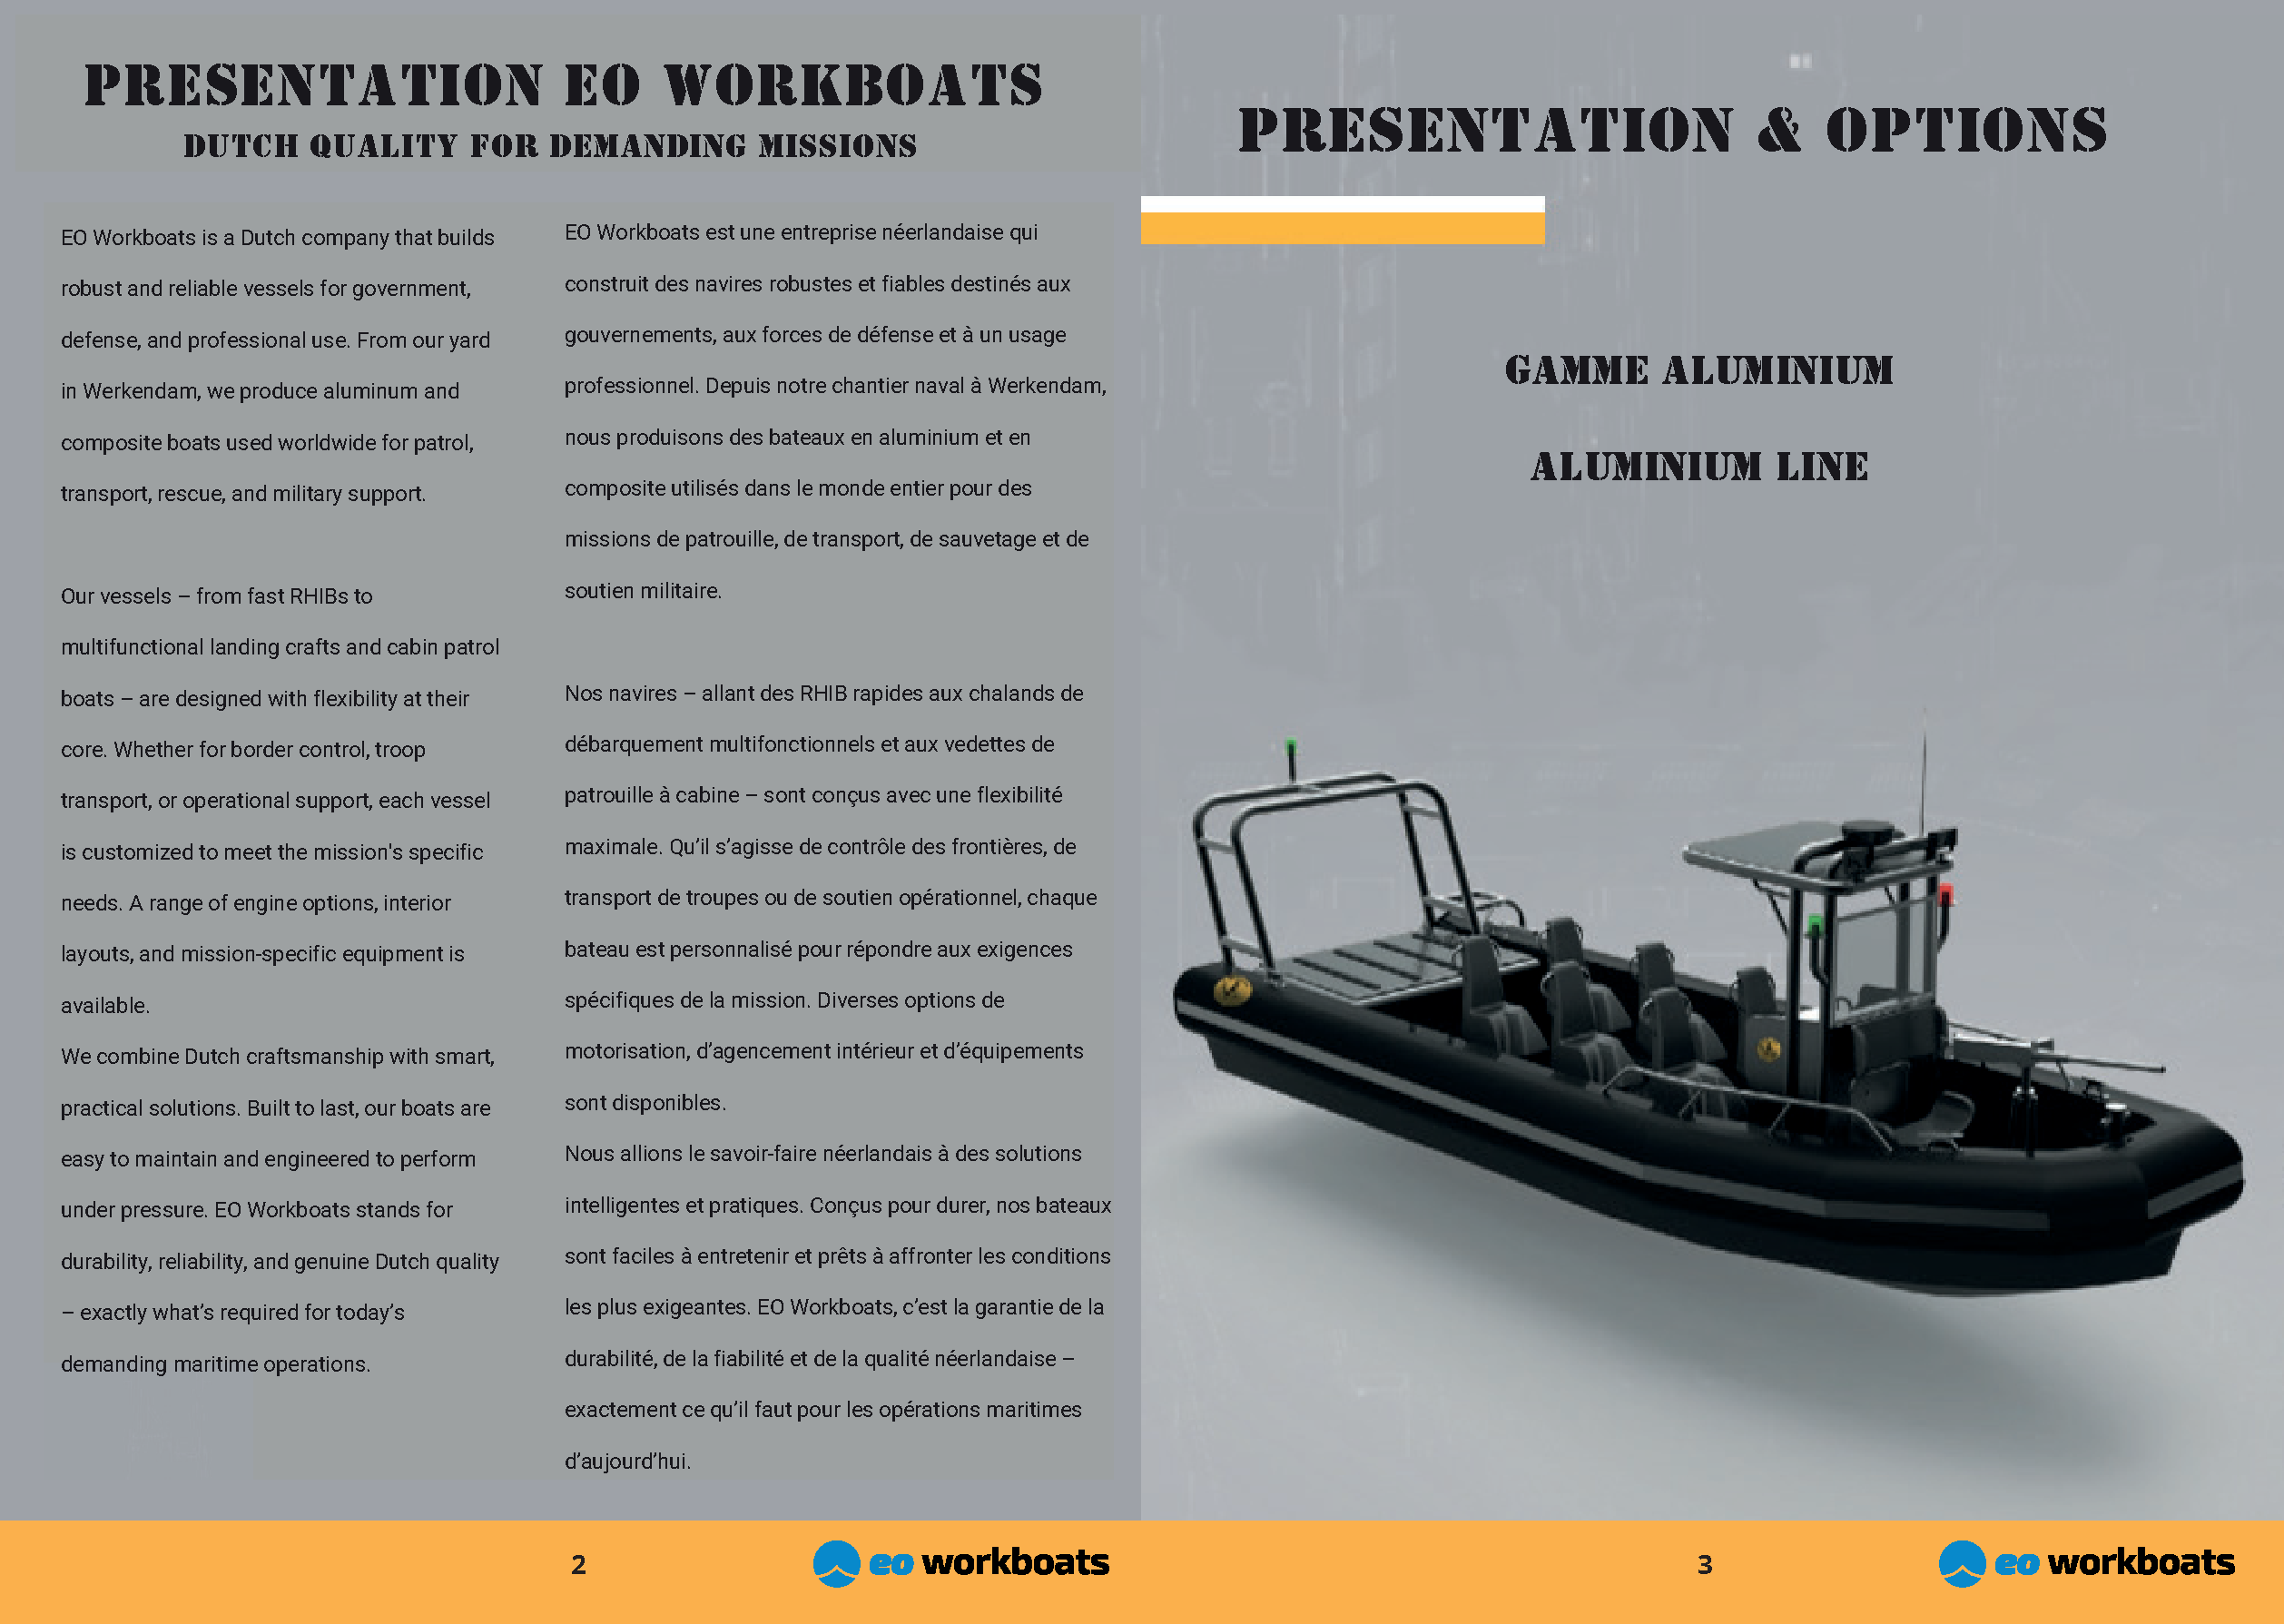 PRESENTATION EO WORKBOATS
DUTCH QUALITY FOR DEMANDING MISSIONS
EO Workboats is a Dutch company that builds
robust and reliable vessels for government,
defense, and professional use. From our yard
in Werkendam, we produce aluminum and
composite boats used worldwide for patrol,
transport, rescue, and military support.
Our vessels – from fast RHIBs to
multifunctional landing crafts and cabin patrol
boats – are designed with flexibility at their
core. Whether for border control, troop
transport, or operational support, each vessel
is customized to meet the mission's specific
needs. A range of engine options, interior
layouts, and mission-specific equipment is
available.
We combine Dutch craftsmanship with smart,
practical solutions. Built to last, our boats are
easy to maintain and engineered to perform
under pressure. EO Workboats stands for
durability, reliability, and genuine Dutch quality
– exactly what’s required for today’s
demanding maritime operations.
EO Workboats est une entreprise néerlandaise qui
construit des navires robustes et fiables destinés aux
gouvernements, aux forces de défense et à un usage
professionnel. Depuis notre chantier naval à Werkendam,
nous produisons des bateaux en aluminium et en
composite utilisés dans le monde entier pour des
missions de patrouille, de transport, de sauvetage et de
soutien militaire.
Nos navires – allant des RHIB rapides aux chalands de
débarquement multifonctionnels et aux vedettes de
patrouille à cabine – sont conçus avec une flexibilité
maximale. Qu’il s’agisse de contrôle des frontières, de
transport de troupes ou de soutien opérationnel, chaque
bateau est personnalisé pour répondre aux exigences
spécifiques de la mission. Diverses options de
motorisation, d’agencement intérieur et d’équipements
sont disponibles.
Nous allions le savoir-faire néerlandais à des solutions
intelligentes et pratiques. Conçus pour durer, nos bateaux
sont faciles à entretenir et prêts à affronter les conditions
les plus exigeantes. EO Workboats, c’est la garantie de la
durabilité, de la fiabilité et de la qualité néerlandaise –
exactement ce qu’il faut pour les opérations maritimes
d’aujourd’hui.
2
eo workboats
PRESENTATION & OPTIONS
GAMME ALUMINIUM
ALUMINIUM LINE
3
eo workboats